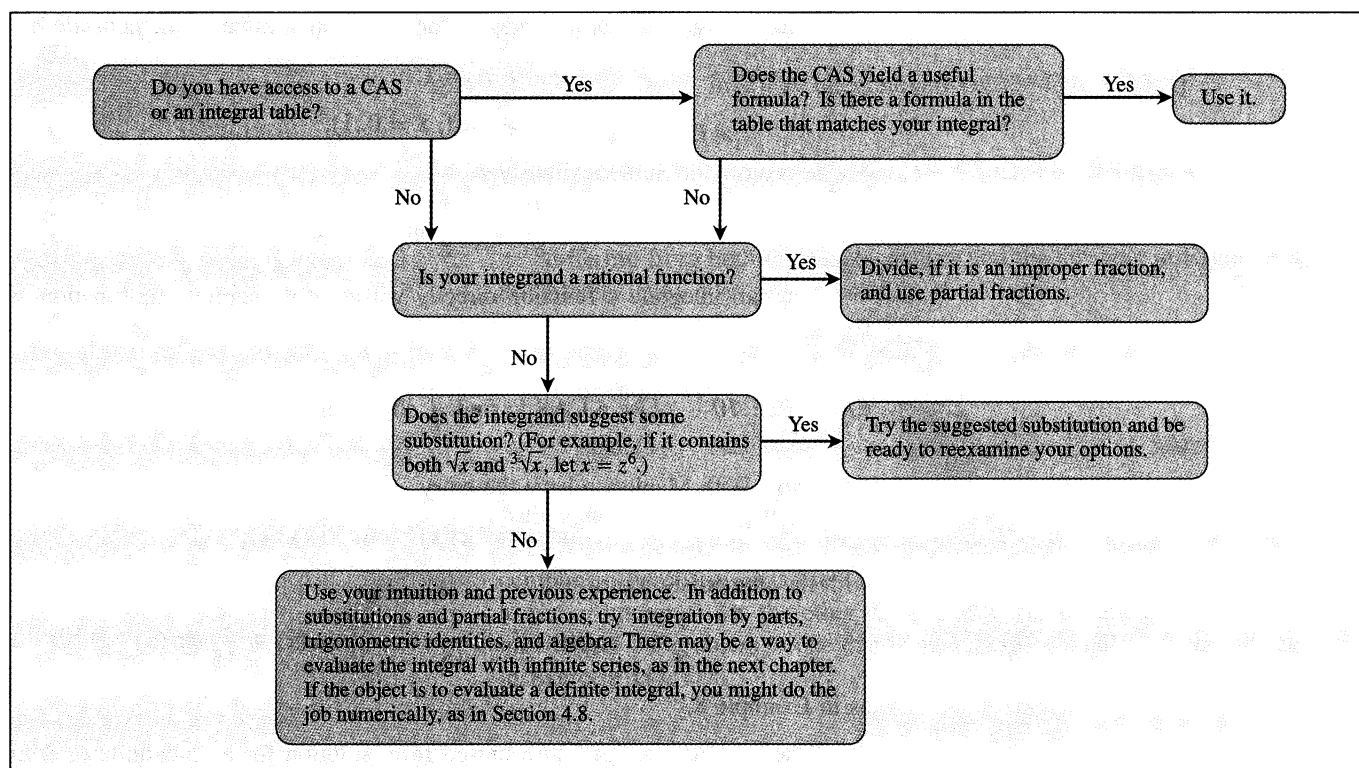 Do you have access to a CAS
or an integral table?
Yes
Does the CAS yield a useful
formula? Is there a formula in the
table that matches your integral?
Yes
Use it.
No
No
Is your integrand a rational function?
Yes
Divide, if it is an improper fraction,
and use partial fractions.
No
Does the integrand suggest some
substitution? (For example, if it contains
both √x and ³√x, let x = z⁶.)
Yes
Try the suggested substitution and be
ready to reexamine your options.
No
Use your intuition and previous experience. In addition to
substitutions and partial fractions, try integration by parts,
trigonometric identities, and algebra. There may be a way to
evaluate the integral with infinite series, as in the next chapter.
If the object is to evaluate a definite integral, you might do the
job numerically, as in Section 4.8.